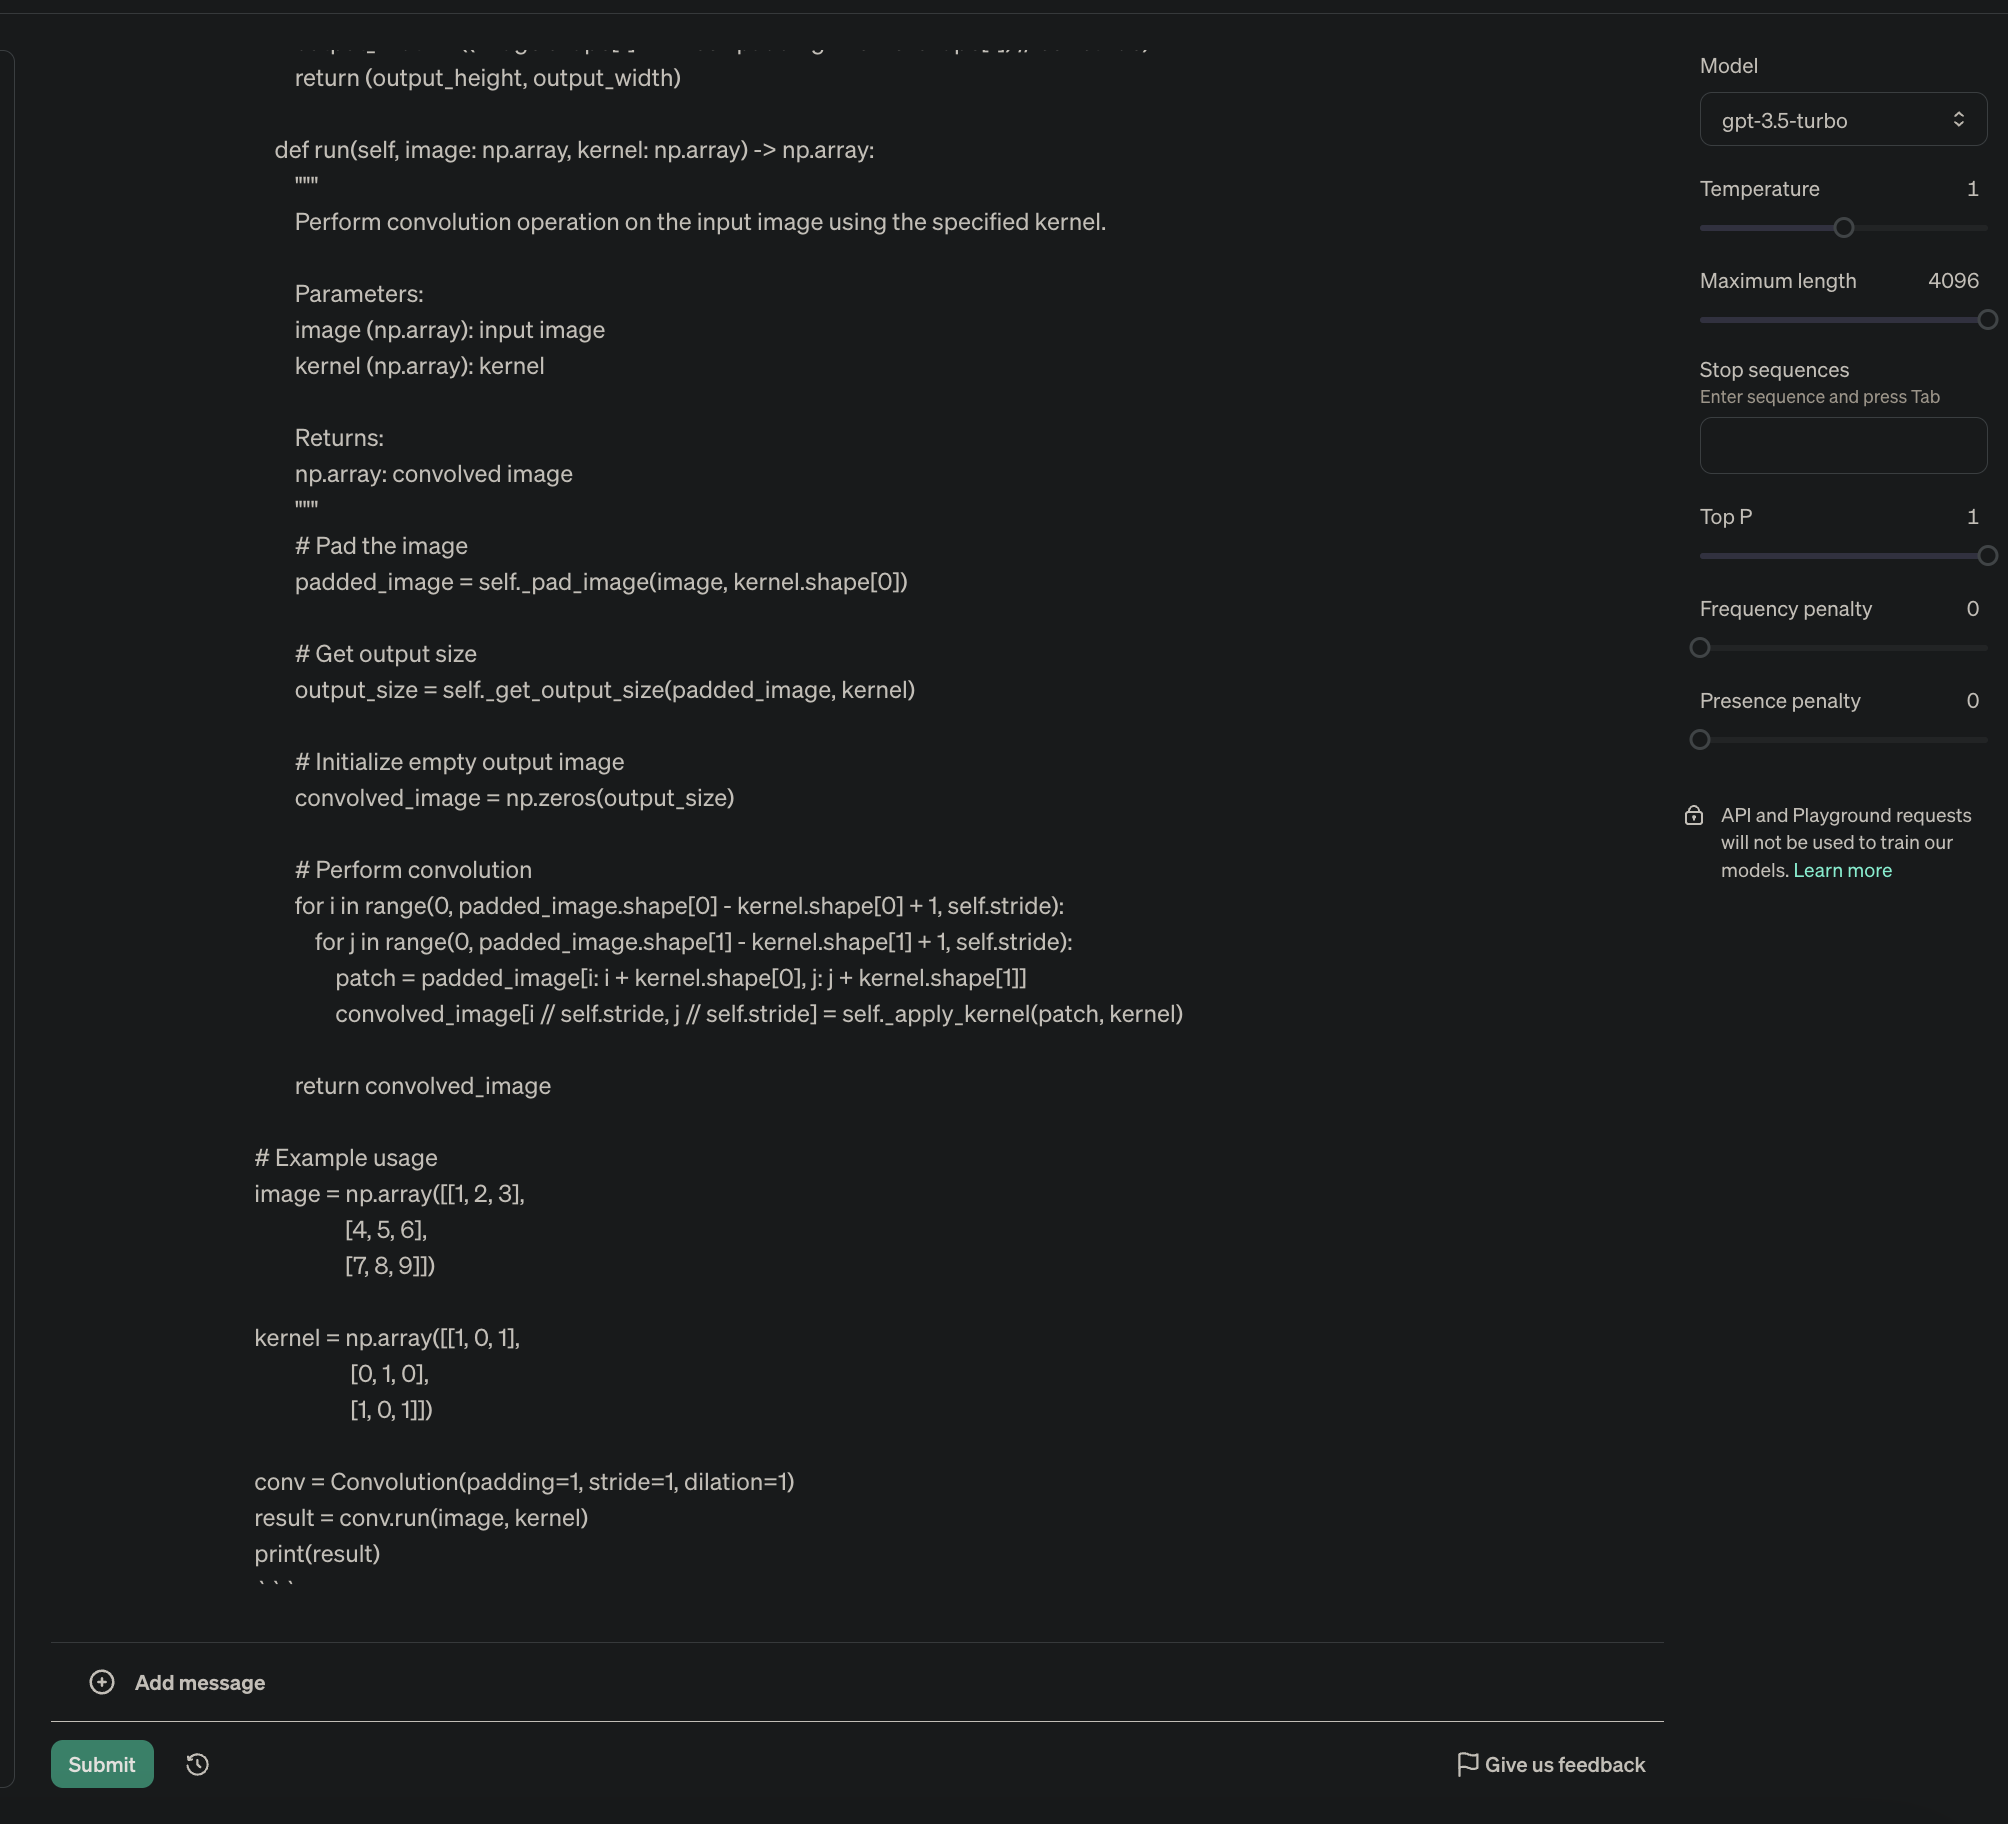 return (output_height, output_width)
def run(self, image: np.array, kernel: np.array) -> np.array:
"""
Perform convolution operation on the input image using the specified kernel.
Parameters:
image (np.array): input image
kernel (np.array): kernel
Returns:
np.array: convolved image
"""
# Pad the image
padded_image = self._pad_image(image, kernel.shape[0])
# Get output size
output_size = self._get_output_size(padded_image, kernel)
# Initialize empty output image
convolved_image = np.zeros(output_size)
# Perform convolution
for i in range(0, padded_image.shape[0] - kernel.shape[0] + 1, self.stride):
for j in range(0, padded_image.shape[1] - kernel.shape[1] + 1, self.stride):
patch = padded_image[i: i + kernel.shape[0], j: j + kernel.shape[1]]
convolved_image[i // self.stride, j // self.stride] = self._apply_kernel(patch, kernel)
return convolved_image
# Example usage
image = np.array([[1, 2, 3],
[4, 5, 6],
[7, 8, 9]])
kernel = np.array([[1, 0, 1],
[0, 1, 0],
[1, 0, 1]])
conv = Convolution(padding=1, stride=1, dilation=1)
result = conv.run(image, kernel)
print(result)
```
Add message
Submit
Give us feedback
Model
gpt-3.5-turbo
Temperature 1
Maximum length 4096
Stop sequences
Enter sequence and press Tab
Top P 1
Frequency penalty 0
Presence penalty 0
API and Playground requests
will not be used to train our
models. Learn more